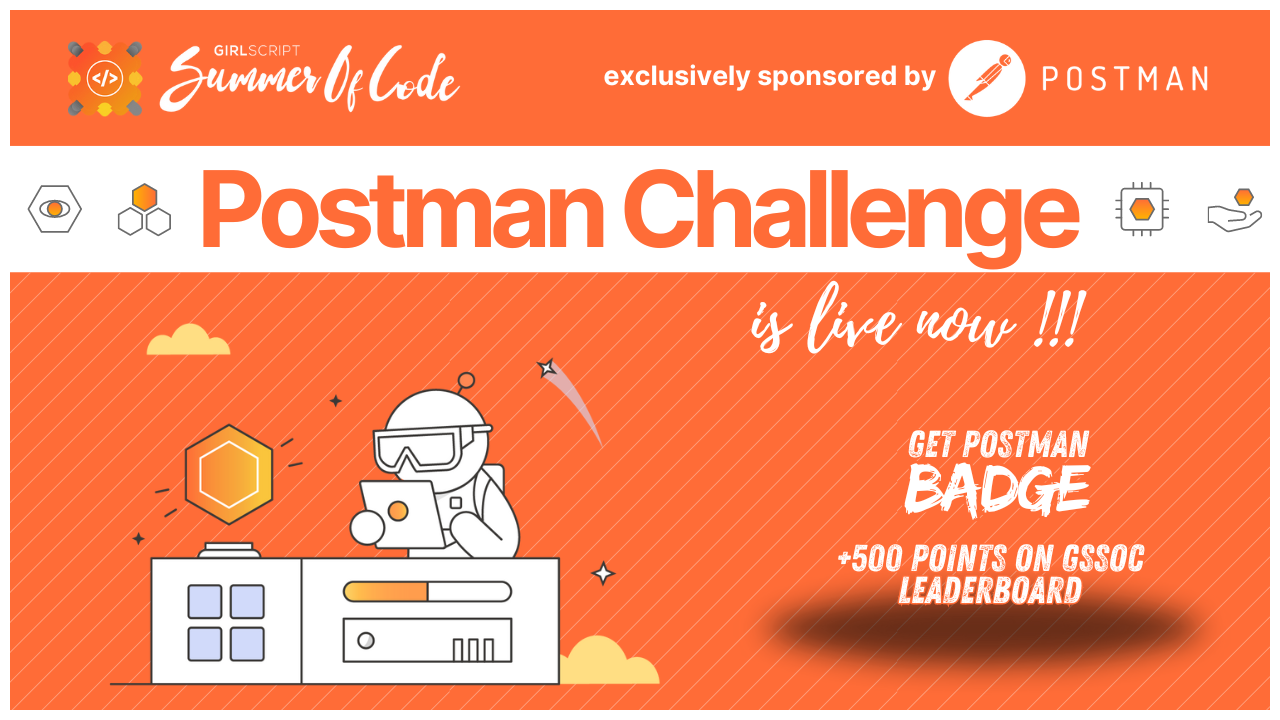 GIRLSCRIPT
Summer Of Code
exclusively sponsored by
POSTMAN
</>
Postman Challenge
is live now !!!
GET POSTMAN
BADGE
+500 POINTS ON GSSOC
LEADERBOARD